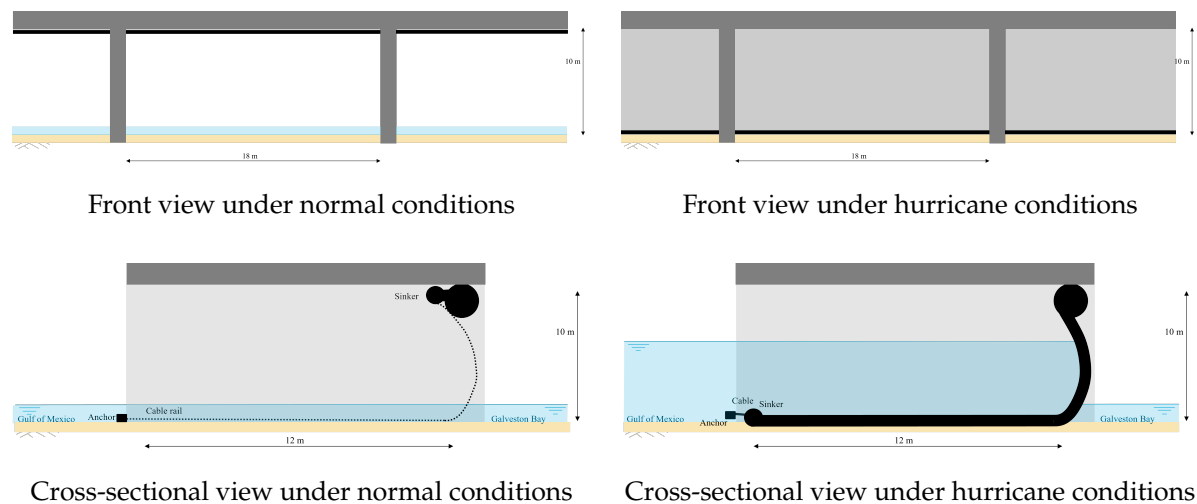 10 m
18 m
Front view under normal conditions
10 m
18 m
Front view under hurricane conditions
Sinker
10 m
Gulf of Mexico
Anchor
Cable rail
Galveston Bay
12 m
Cross-sectional view under normal conditions
10 m
Cable
Sinker
Gulf of Mexico
Anchor
Galveston Bay
12 m
Cross-sectional view under hurricane conditions